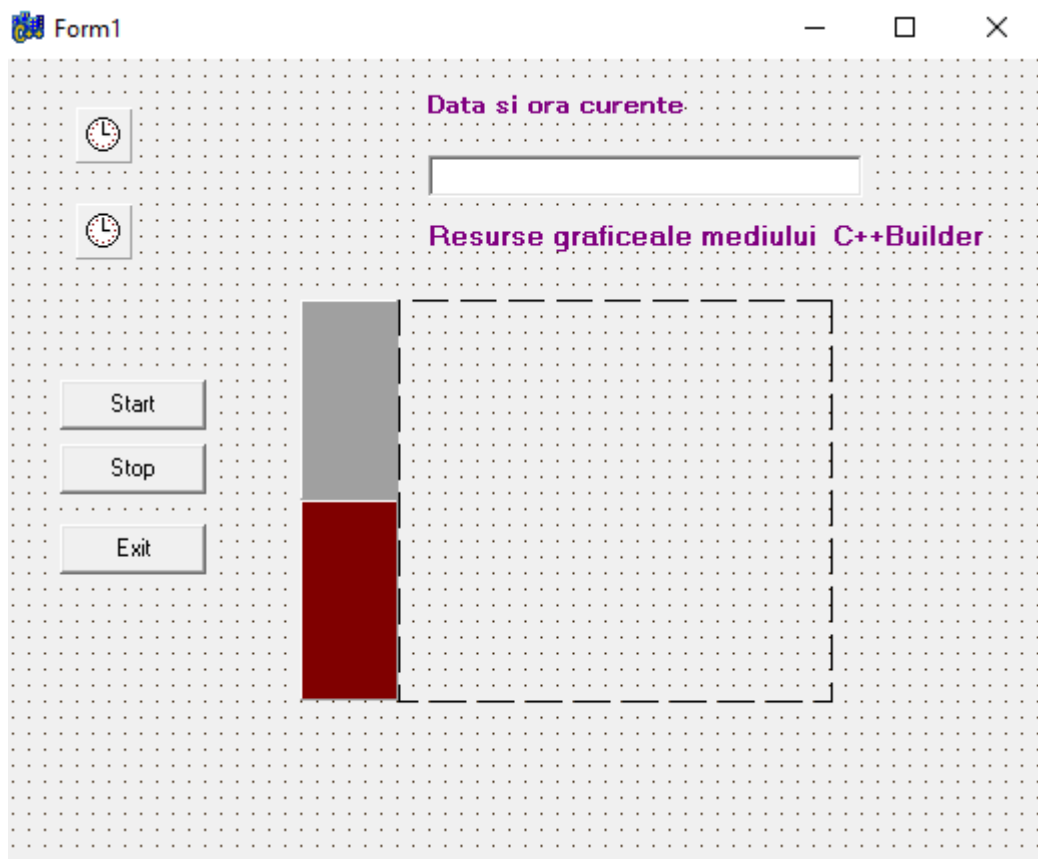 Form1
Data si ora curente
Resurse graficeale mediului C++Builder
Start
Stop
Exit